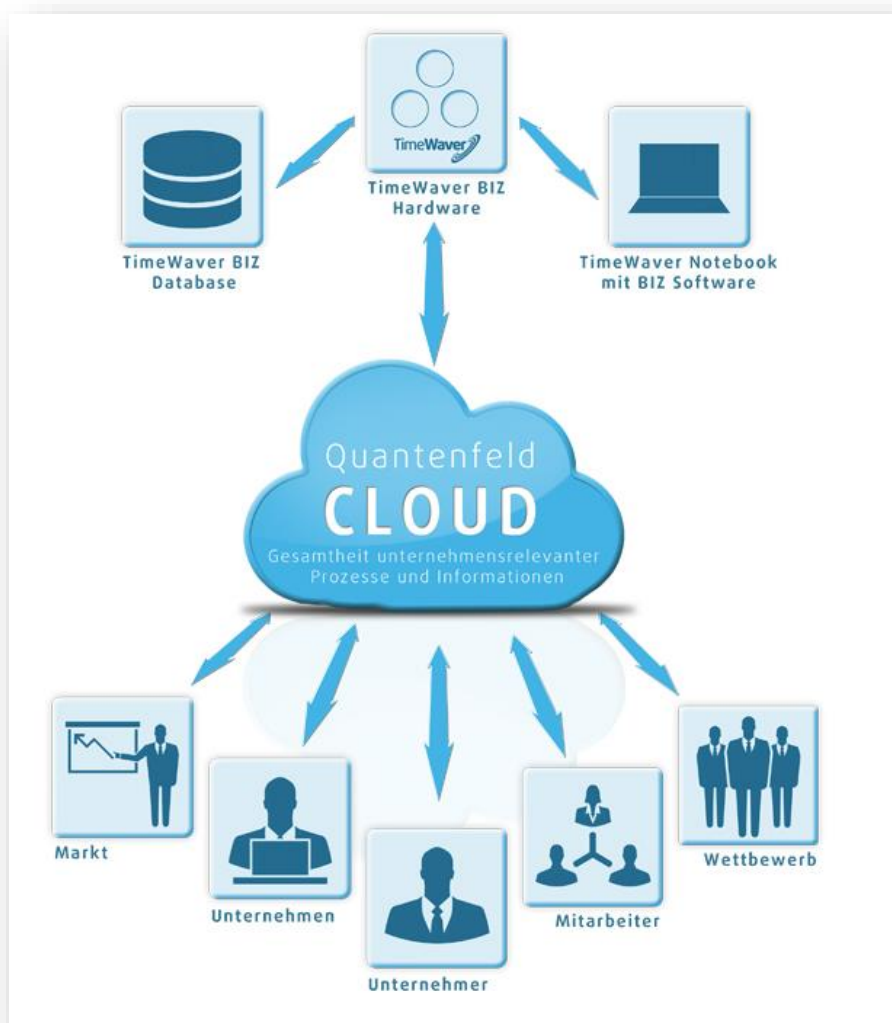 TimeWaver
TimeWaver BIZ
Hardware
TimeWaver BIZ
Database
TimeWaver Notebook
mit BIZ Software
Quantenfeld
CLOUD
Gesamtheit unternehmensrelevanter
Prozesse und Informationen
Markt
Unternehmen
Unternehmer
Mitarbeiter
Wettbewerb